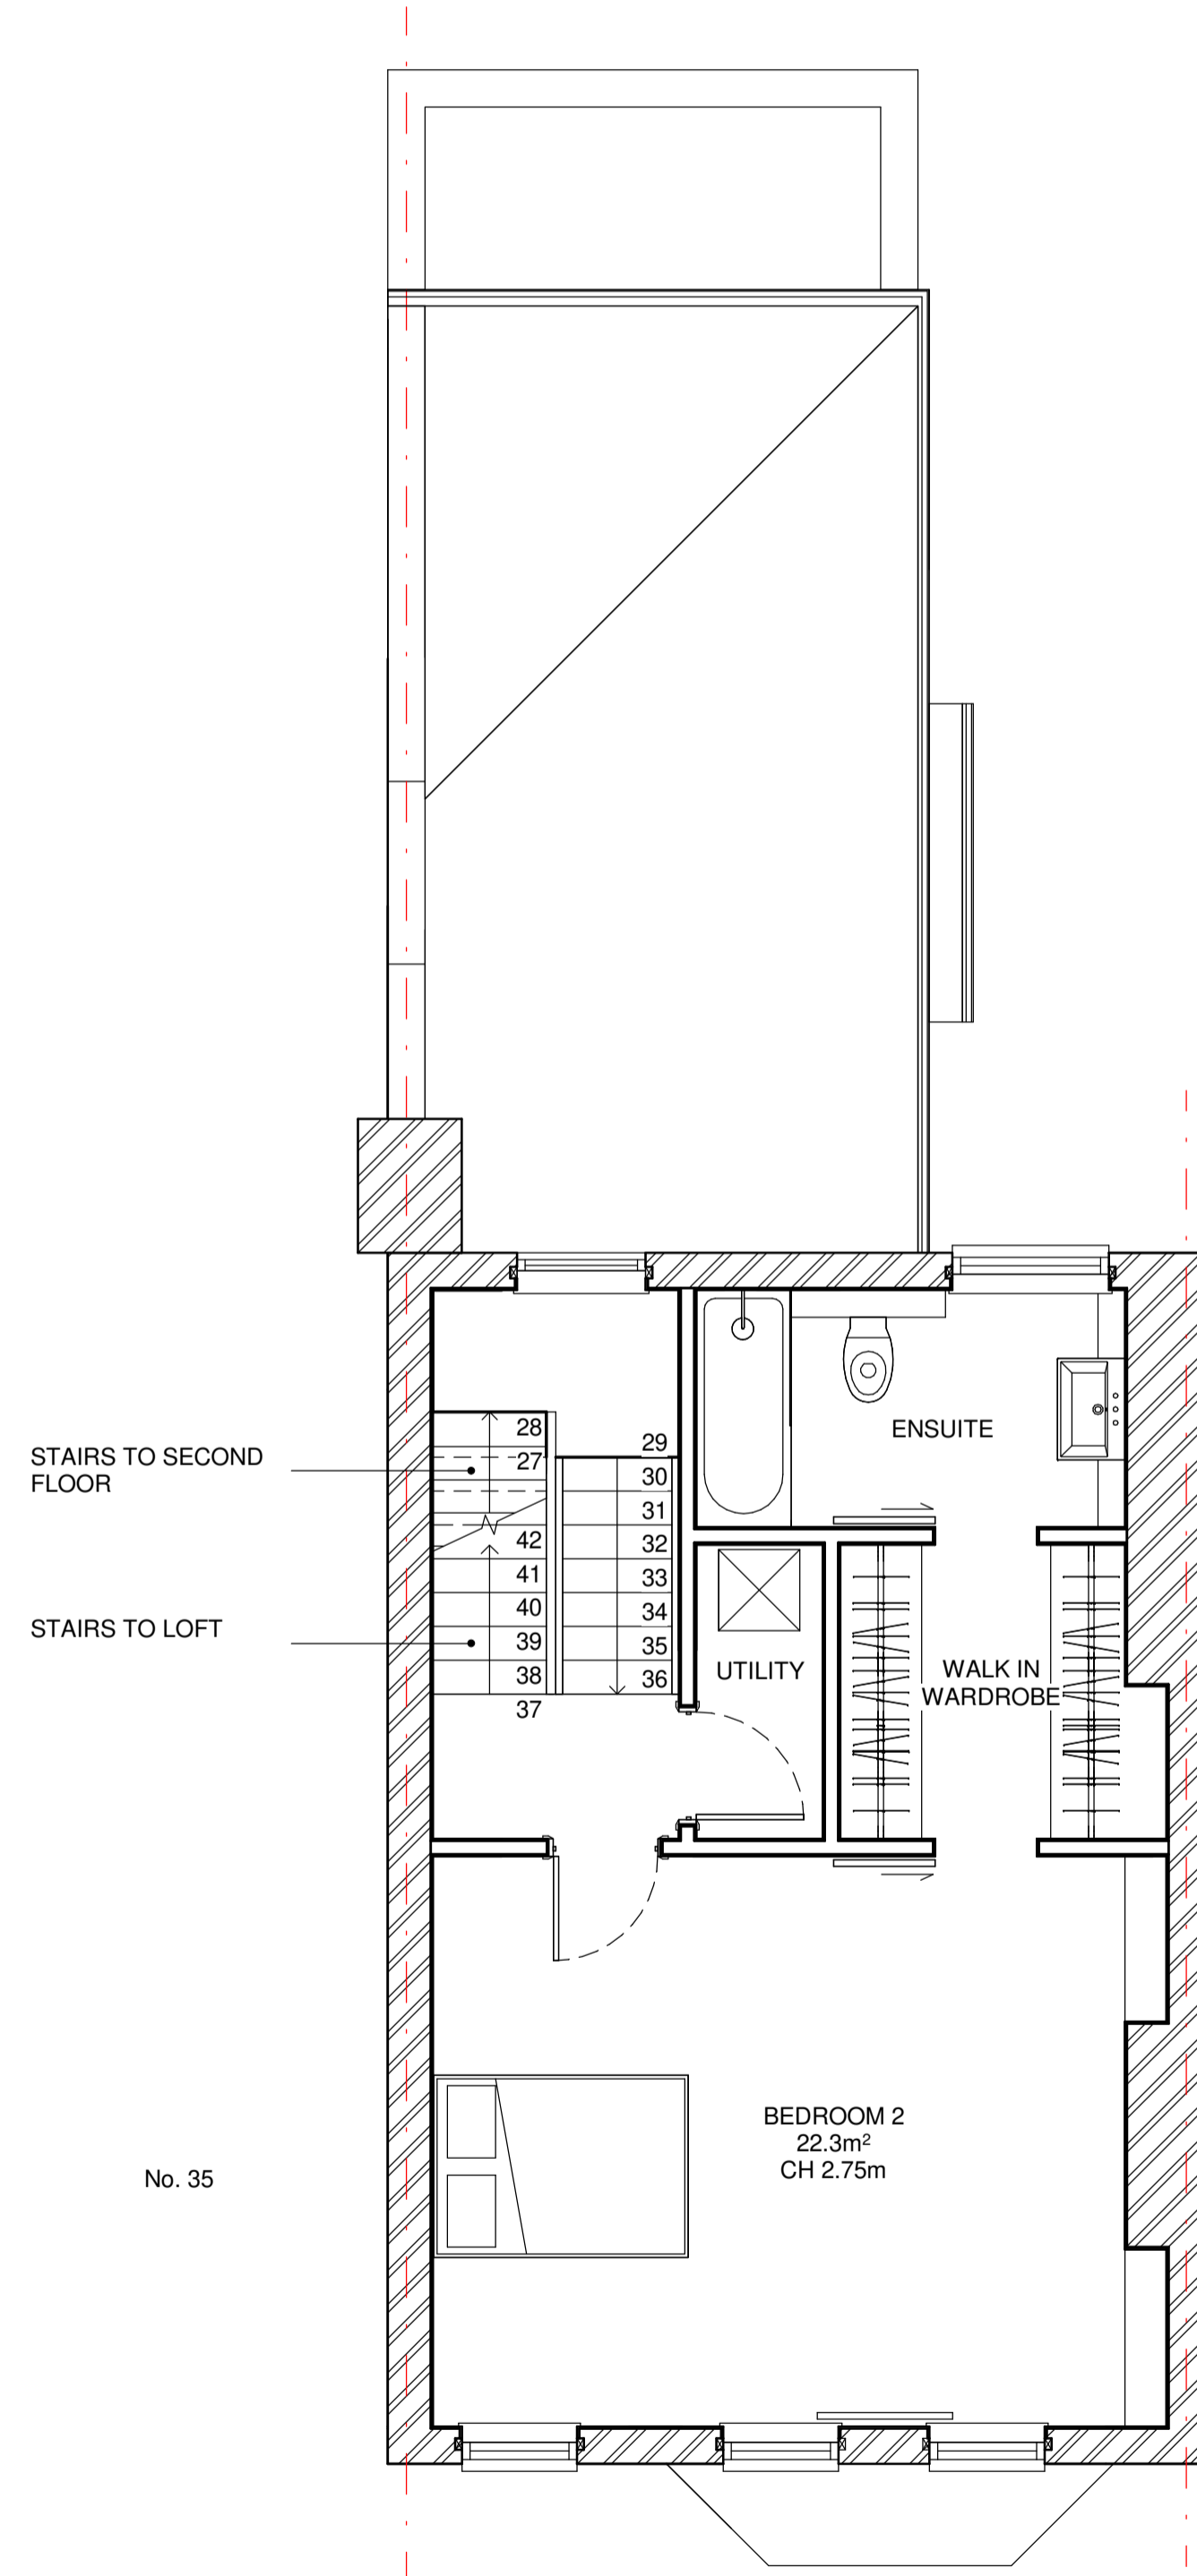 STAIRS TO SECOND
FLOOR
STAIRS TO LOFT
28
27
42
41
40
39
38
37
29
30
31
32
33
34
35
36
ENSUITE
UTILITY
WALK IN
WARDROBE
BEDROOM 2
22.3m²
CH 2.75m
No. 35